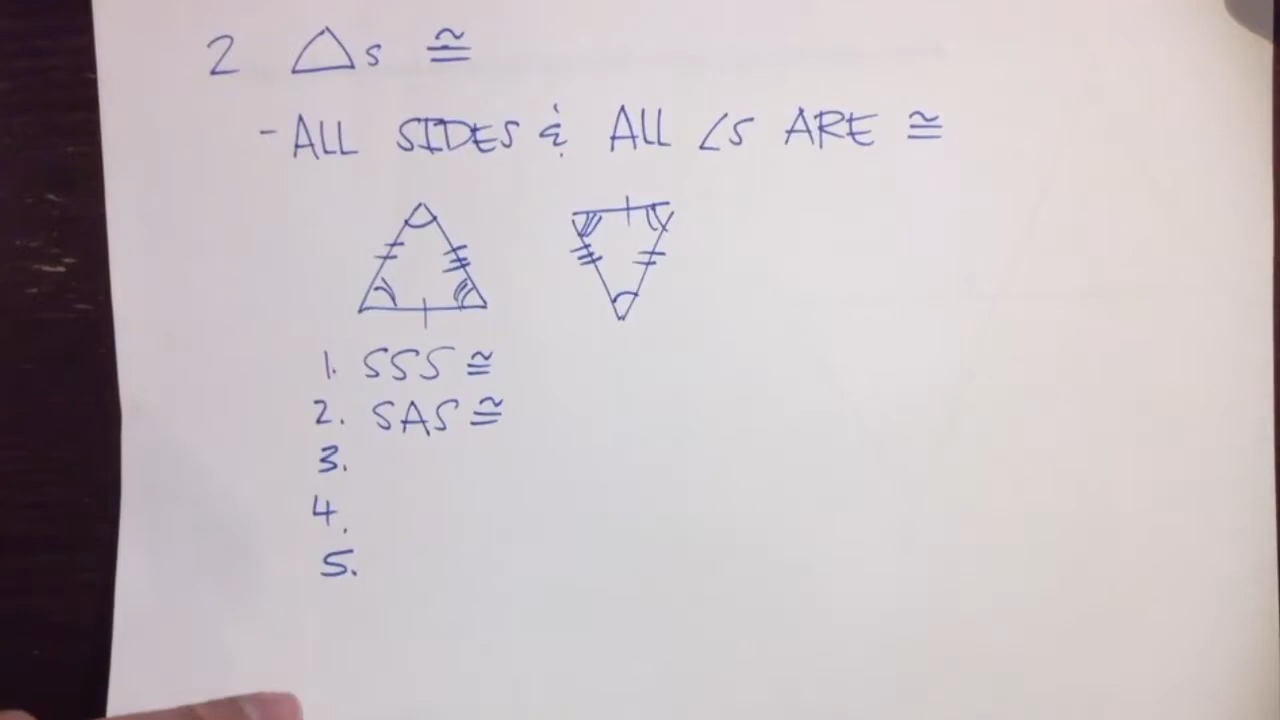 2 △s ≅
- ALL SIDES & ALL ∠S ARE ≅
1. SSS ≅
2. SAS ≅
3.
4.
5.